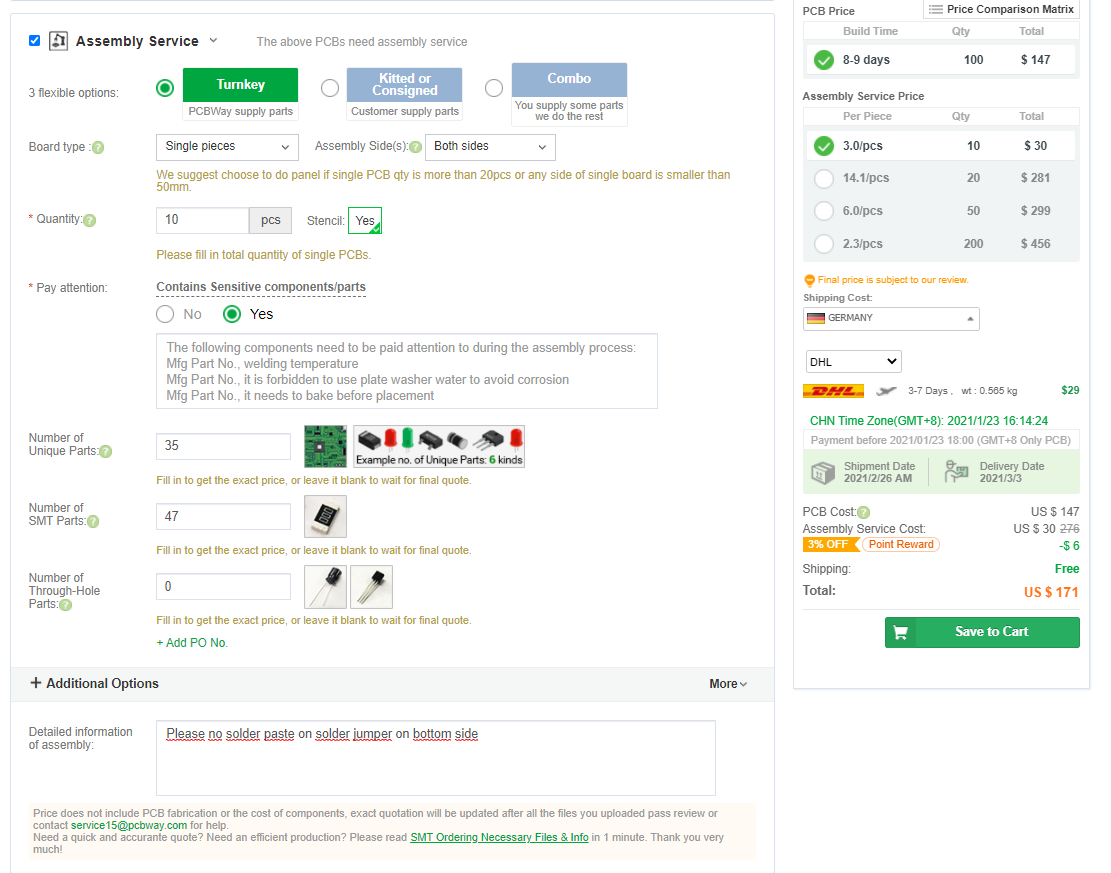 Assembly Service
The above PCBs need assembly service
3 flexible options:
Turnkey
PCBWay supply parts
Kitted or
Consigned
Customer supply parts
Combo
You supply some parts
we do the rest
Board type :?
Single pieces
Assembly Side(s):?
Both sides
We suggest choose to do panel if single PCB qty is more than 20pcs or any side of single board is smaller than
50mm.
* Quantity:?
10
pcs
Stencil:
Yes
Please fill in total quantity of single PCBs.
* Pay attention:
Contains Sensitive components/parts
No
Yes
The following components need to be paid attention to during the assembly process:
Mfg Part No., welding temperature
Mfg Part No., it is forbidden to use plate washer water to avoid corrosion
Mfg Part No., it needs to bake before placement
Number of
Unique Parts:?
35
Example no. of Unique Parts: 6 kinds
Fill in to get the exact price, or leave it blank to wait for final quote.
Number of
SMT Parts:?
47
Fill in to get the exact price, or leave it blank to wait for final quote.
Number of
Through-Hole
Parts:?
0
Fill in to get the exact price, or leave it blank to wait for final quote.
+ Add PO No.
+ Additional Options
More
Detailed information
of assembly:
Please no solder paste on solder jumper on bottom side
Price does not include PCB fabrication or the cost of components, exact quotation will be updated after all the files you uploaded pass review or
contact service15@pcbway.com for help.
Need a quick and accurante quote? Need an efficient production? Please read SMT Ordering Necessary Files & Info in 1 minute. Thank you very
much!
PCB Price
Price Comparison Matrix
Build Time Qty Total
8-9 days 100 $ 147
Assembly Service Price
Per Piece Qty Total
3.0/pcs 10 $ 30
14.1/pcs 20 $ 281
6.0/pcs 50 $ 299
2.3/pcs 200 $ 456
Final price is subject to our review.
Shipping Cost:
GERMANY
DHL
DHL 3-7 Days , wt : 0.565 kg $29
CHN Time Zone(GMT+8): 2021/1/23 16:14:24
Payment before 2021/01/23 18:00 (GMT+8 Only PCB)
Shipment Date
2021/2/26 AM
Delivery Date
2021/3/3
PCB Cost:? US $ 147
Assembly Service Cost: US $ 30 276
3% OFF Point Reward -$ 6
Shipping: Free
Total: US $ 171
Save to Cart